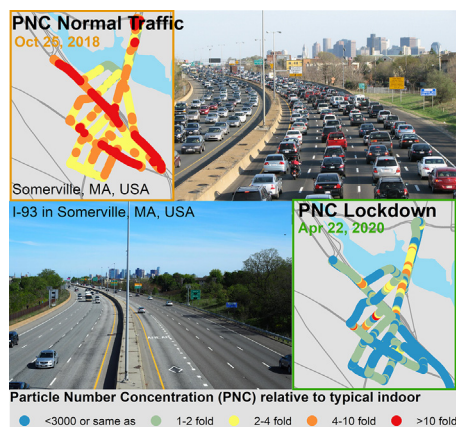 PNC Normal Traffic
Oct 25, 2018
Somerville, MA, USA
I-93 in Somerville, MA, USA
PNC Lockdown
Apr 22, 2020
Particle Number Concentration (PNC) relative to typical indoor
<3000 or same as 1-2 fold 2-4 fold 4-10 fold >10 fold